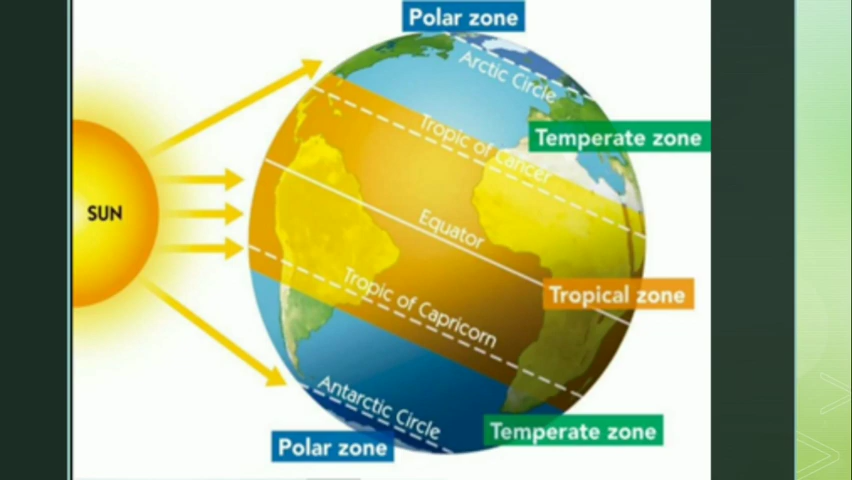 Polar zone
Arctic Circle
Temperate zone
Tropic of Cancer
SUN
Equator
Tropical zone
Tropic of Capricorn
Antarctic Circle
Temperate zone
Polar zone